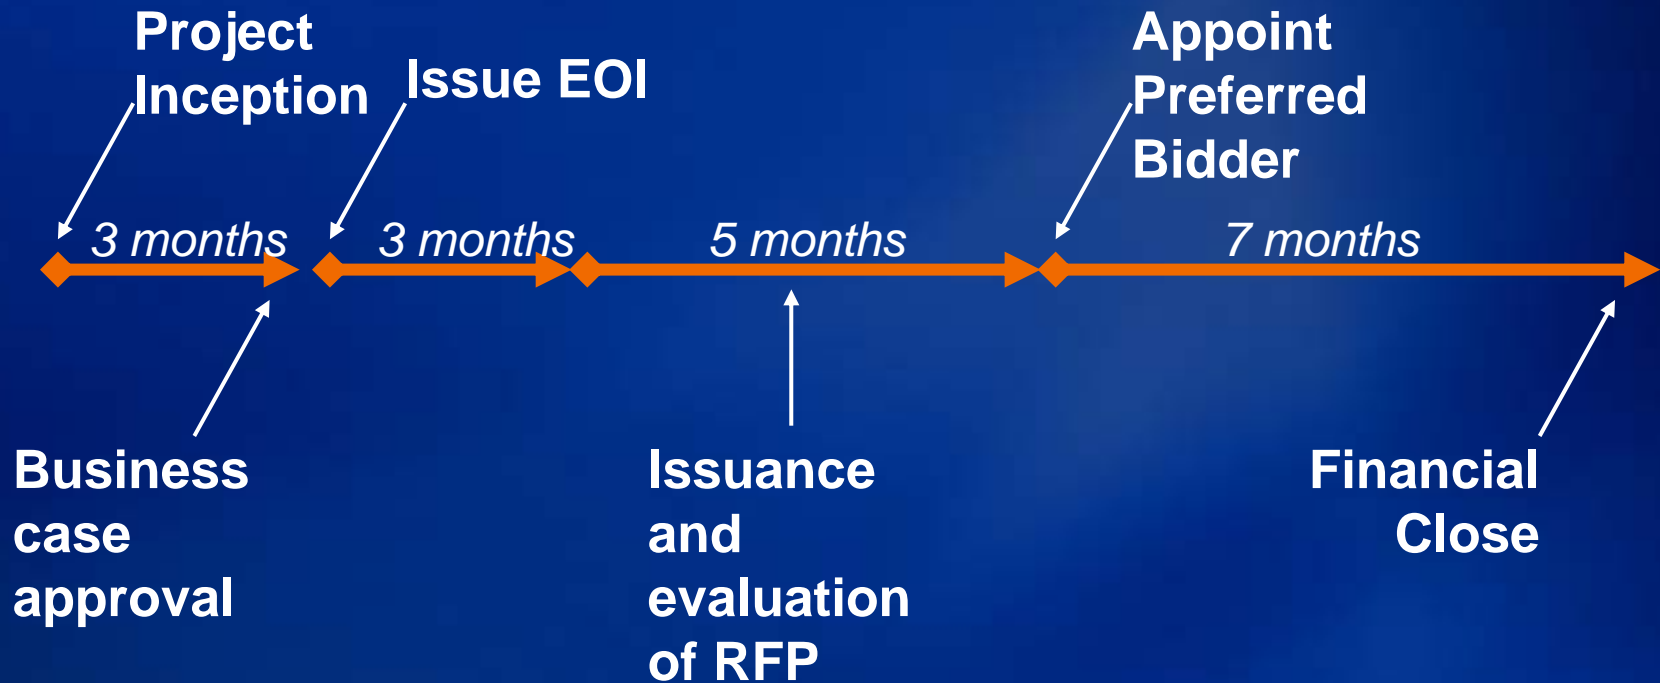 Project
Inception
Issue EOI
Appoint
Preferred
Bidder
3 months
3 months
5 months
7 months
Business
case
approval
Issuance
and
evaluation
of RFP
Financial
Close